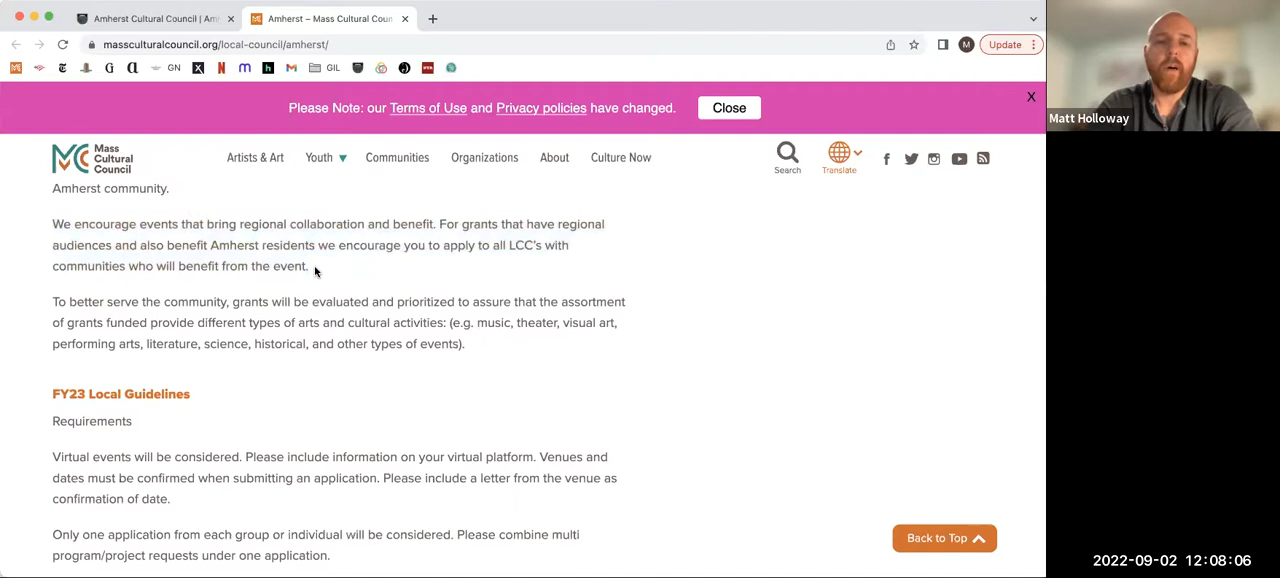 Amherst Cultural Council | Am
Amherst – Mass Cultural Coun
massculturalcouncil.org/local-council/amherst/
M
Update
GN
GIL
Please Note: our Terms of Use and Privacy policies have changed.
Close
X
Mass
Cultural
Council
Artists & Art
Youth
Communities
Organizations
About
Culture Now
Search
Translate
Amherst community.
We encourage events that bring regional collaboration and benefit. For grants that have regional
audiences and also benefit Amherst residents we encourage you to apply to all LCC's with
communities who will benefit from the event.
To better serve the community, grants will be evaluated and prioritized to assure that the assortment
of grants funded provide different types of arts and cultural activities: (e.g. music, theater, visual art,
performing arts, literature, science, historical, and other types of events).
FY23 Local Guidelines
Requirements
Virtual events will be considered. Please include information on your virtual platform. Venues and
dates must be confirmed when submitting an application. Please include a letter from the venue as
confirmation of date.
Only one application from each group or individual will be considered. Please combine multi
program/project requests under one application.
Back to Top
Matt Holloway
2022-09-02 12:08:06